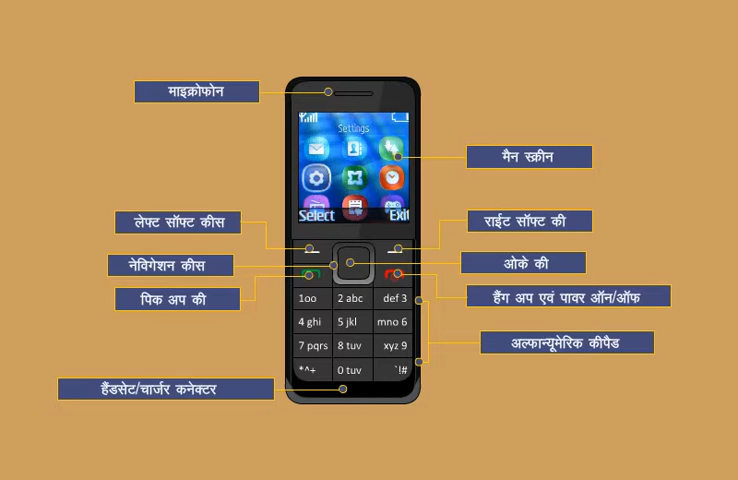 माइक्रोफोन
Settings
मैन स्क्रीन
Select
Exit
लेफ्ट सॉफ्ट कीस
राईट सॉफ्ट की
नेविगेशन कीस
ओके की
पिक अप की
हैंग अप एवं पावर ऑन/ऑफ
1oo 2 abc def 3
4 ghi 5 jkl mno 6
अल्फान्यूमेरिक कीपैड
7 pqrs 8 tuv xyz 9
*^+ 0 tuv `!#
हैंडसेट/चार्जर कनेक्टर